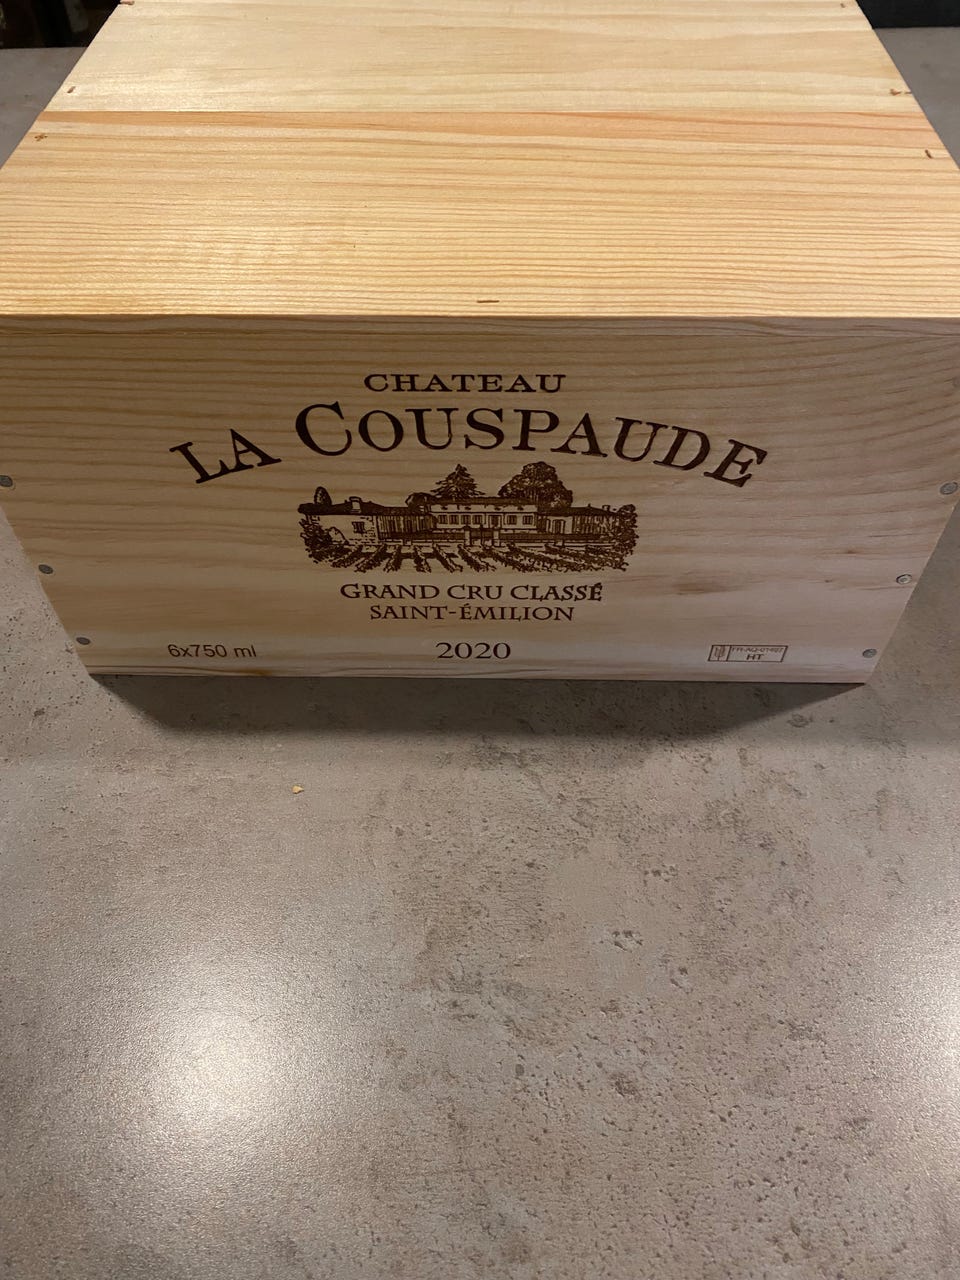 CHATEAU
LA COUSPAUDE
GRAND CRU CLASSÉ
SAINT-ÉMILION
6x750 ml
2020
HT